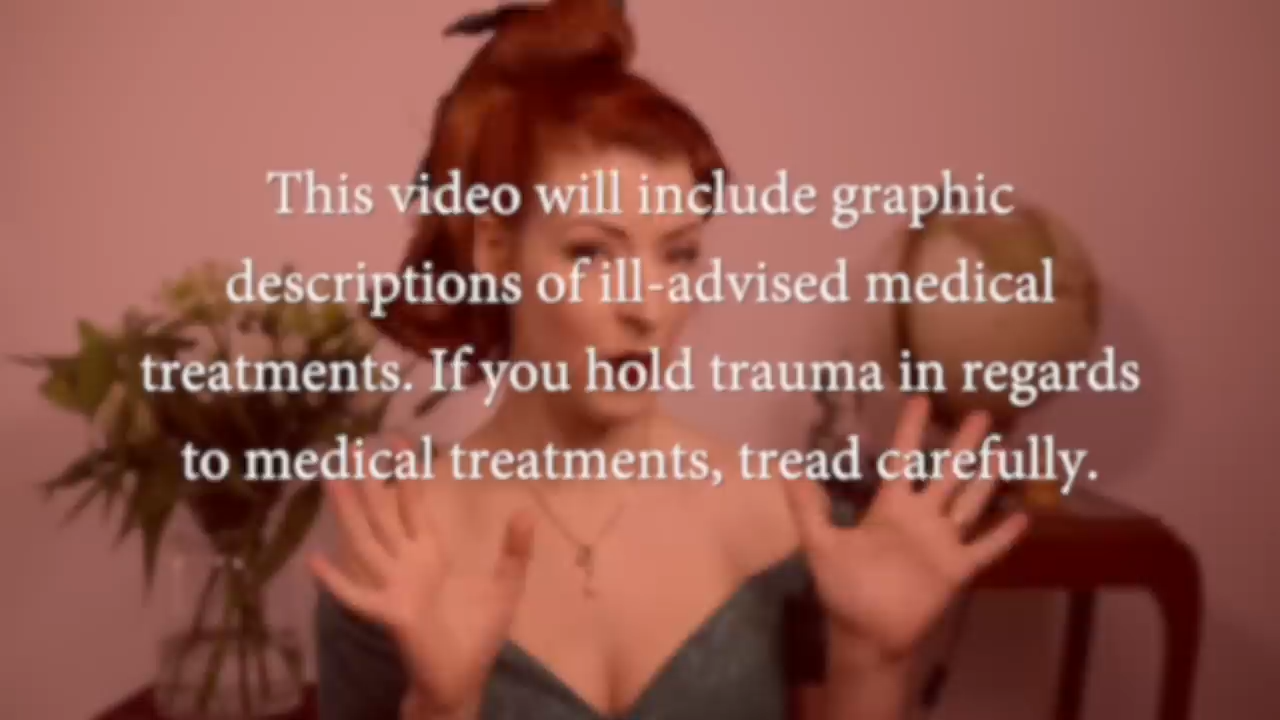 This video will include graphic
descriptions of ill-advised medical
treatments. If you hold trauma in regards
to medical treatments, tread carefully.